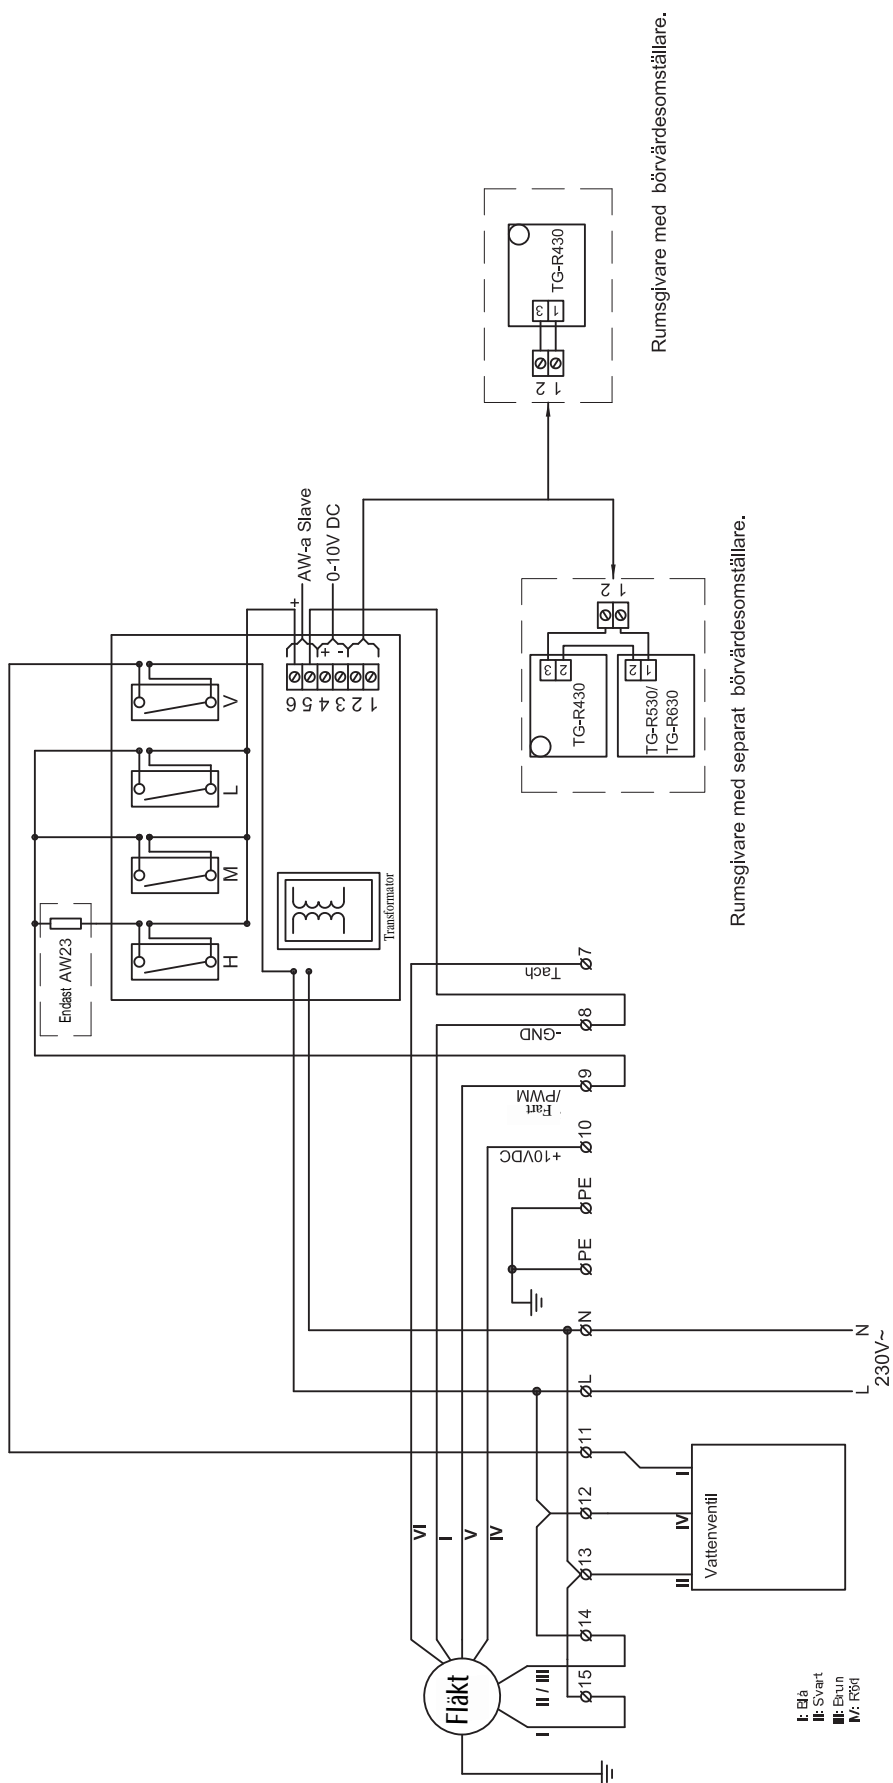 Rumsgivare med börvärdesomställare.
TG-R430
3 1
2 1
Rumsgivare med separat börvärdesomställare.
2 1
TG-R430
3 2
TG-R530/
TG-R630
2 1
AW-a Slave
0-10V DC
+
+ -
6 5 4 3 2 1
V
L
M
H
Endast AW23
Transformator
7
Tach
8
-GND
9
Fart
/PWM
10
+10VDC
PE
PE
N
L
11
12
13
14
15
N
L
230V~
VI
I
V
IV
Fläkt
II / III
I
I
IV
II
Vattenventil
I: Blå
II: Svart
III: Brun
IV: Röd